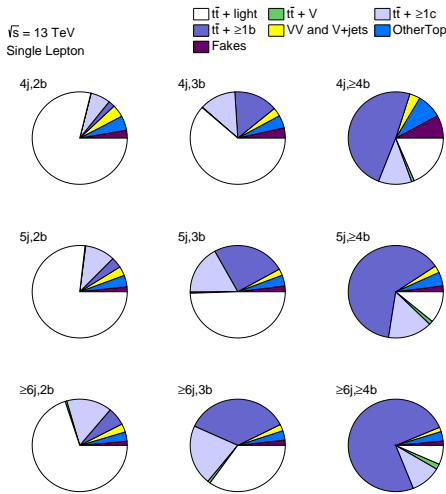 √s = 13 TeV
Single Lepton
tt̄ + light
tt̄ + V
tt̄ + ≥1c
tt̄ + ≥1b
VV and V+jets
OtherTop
Fakes
4j,2b
4j,3b
4j,≥4b
5j,2b
5j,3b
5j,≥4b
≥6j,2b
≥6j,3b
≥6j,≥4b